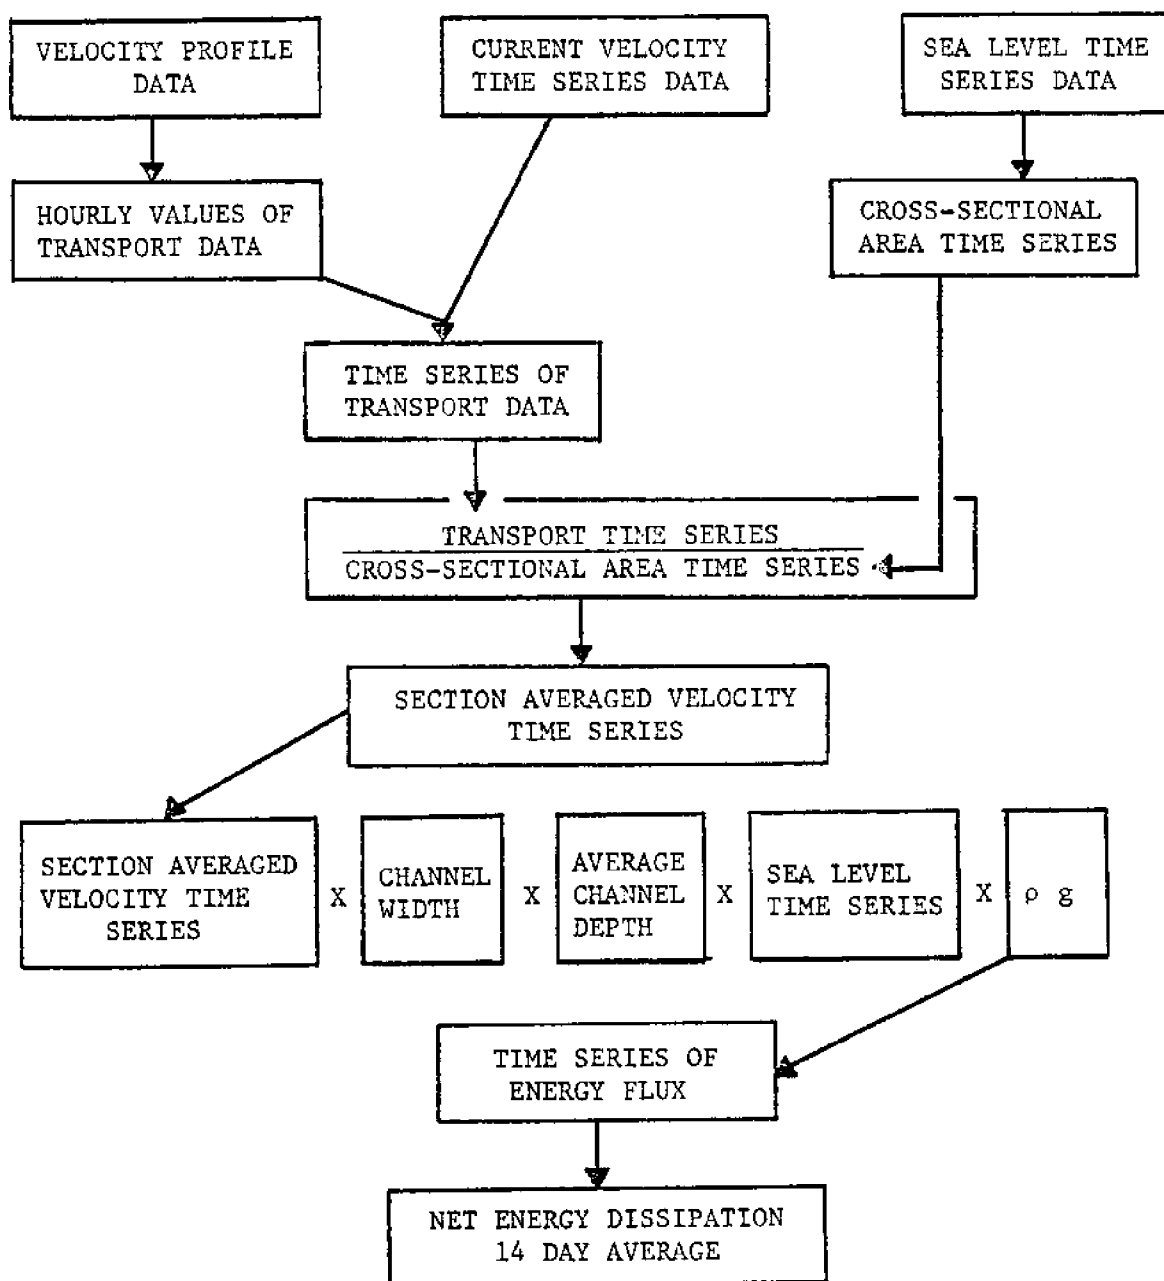 VELOCITY PROFILE
DATA
CURRENT VELOCITY
TIME SERIES DATA
SEA LEVEL TIME
SERIES DATA
HOURLY VALUES OF
TRANSPORT DATA
CROSS-SECTIONAL
AREA TIME SERIES
TIME SERIES OF
TRANSPORT DATA
TRANSPORT TIME SERIES
CROSS-SECTIONAL AREA TIME SERIES
SECTION AVERAGED VELOCITY
TIME SERIES
SECTION AVERAGED
VELOCITY TIME
SERIES
X
CHANNEL
WIDTH
X
AVERAGE
CHANNEL
DEPTH
X
SEA LEVEL
TIME SERIES
X
ρ g
TIME SERIES OF
ENERGY FLUX
NET ENERGY DISSIPATION
14 DAY AVERAGE